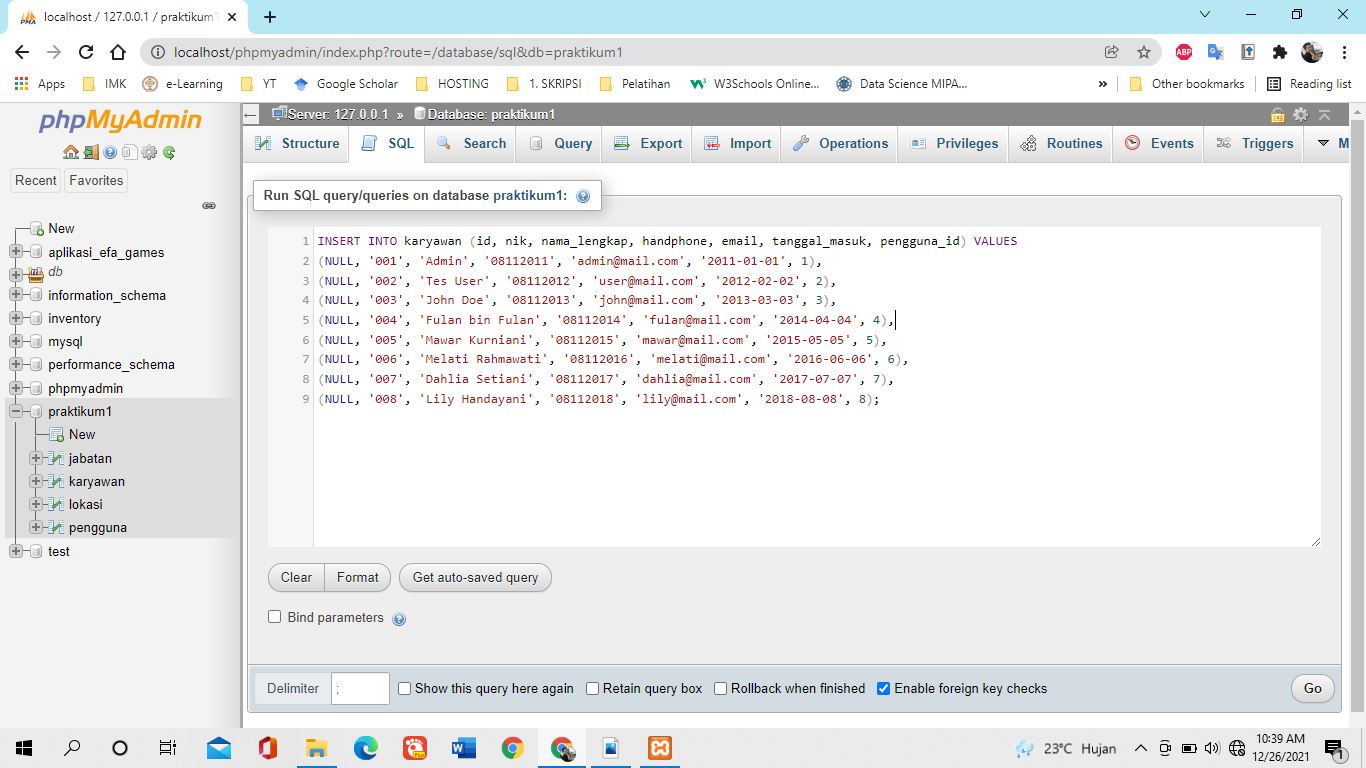 localhost / 127.0.0.1 / praktikum1
localhost/phpmyadmin/index.php?route=/database/sql&db=praktikum1
Apps IMK e-Learning YT Google Scholar HOSTING 1. SKRIPSI Pelatihan W3Schools Online... Data Science MIPA... » Other bookmarks Reading list
phpMyAdmin
Recent Favorites
New
aplikasi_efa_games
db
information_schema
inventory
mysql
performance_schema
phpmyadmin
praktikum1
New
jabatan
karyawan
lokasi
pengguna
test
Server: 127.0.0.1 » Database: praktikum1
Structure SQL Search Query Export Import Operations Privileges Routines Events Triggers M
Run SQL query/queries on database praktikum1:
1 INSERT INTO karyawan (id, nik, nama_lengkap, handphone, email, tanggal_masuk, pengguna_id) VALUES
2 (NULL, '001', 'Admin', '08112011', 'admin@mail.com', '2011-01-01', 1),
3 (NULL, '002', 'Tes User', '08112012', 'user@mail.com', '2012-02-02', 2),
4 (NULL, '003', 'John Doe', '08112013', 'john@mail.com', '2013-03-03', 3),
5 (NULL, '004', 'Fulan bin Fulan', '08112014', 'fulan@mail.com', '2014-04-04', 4),
6 (NULL, '005', 'Mawar Kurniani', '08112015', 'mawar@mail.com', '2015-05-05', 5),
7 (NULL, '006', 'Melati Rahmawati', '08112016', 'melati@mail.com', '2016-06-06', 6),
8 (NULL, '007', 'Dahlia Setiani', '08112017', 'dahlia@mail.com', '2017-07-07', 7),
9 (NULL, '008', 'Lily Handayani', '08112018', 'lily@mail.com', '2018-08-08', 8);
Clear Format Get auto-saved query
Bind parameters
Delimiter ; Show this query here again Retain query box Rollback when finished Enable foreign key checks Go
23°C Hujan
10:39 AM
12/26/2021
1